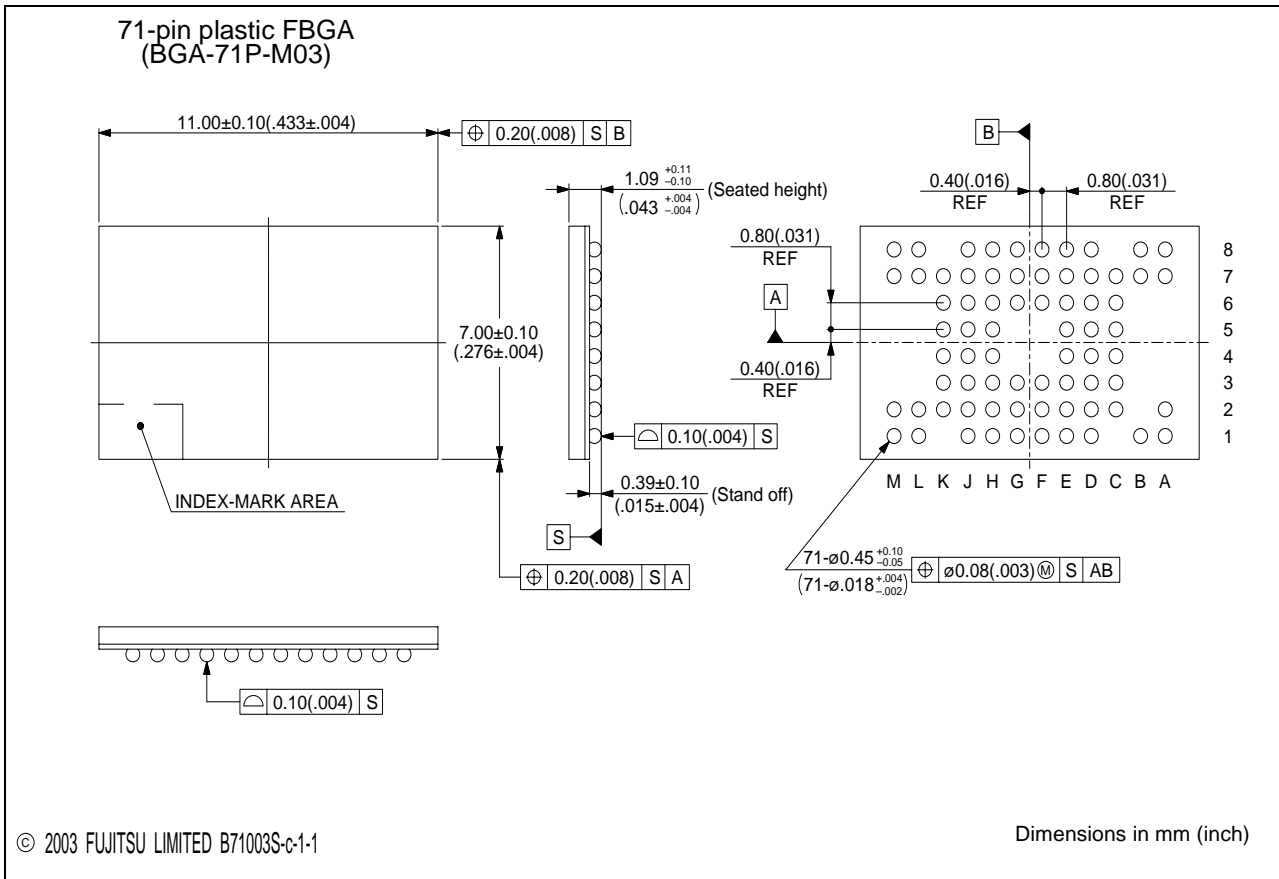 71-pin plastic FBGA
(BGA-71P-M03)
11.00±0.10(.433±.004)
⌖ 0.20(.008) S B
1.09 +0.11 −0.10 (Seated height)
(.043 +.004 −.004)
7.00±0.10
(.276±.004)
INDEX-MARK AREA
⌓ 0.10(.004) S
0.39±0.10 (Stand off)
(.015±.004)
S
⌖ 0.20(.008) S A
⌓ 0.10(.004) S
B
0.40(.016)
REF
0.80(.031)
REF
0.80(.031)
REF
A
0.40(.016)
REF
8
7
6
5
4
3
2
1
M L K J H G F E D C B A
71-ø0.45 +0.10 −0.05
(71-ø.018 +.004 −.002)
⌖ ø0.08(.003) Ⓜ S AB
© 2003 FUJITSU LIMITED B71003S-c-1-1
Dimensions in mm (inch)